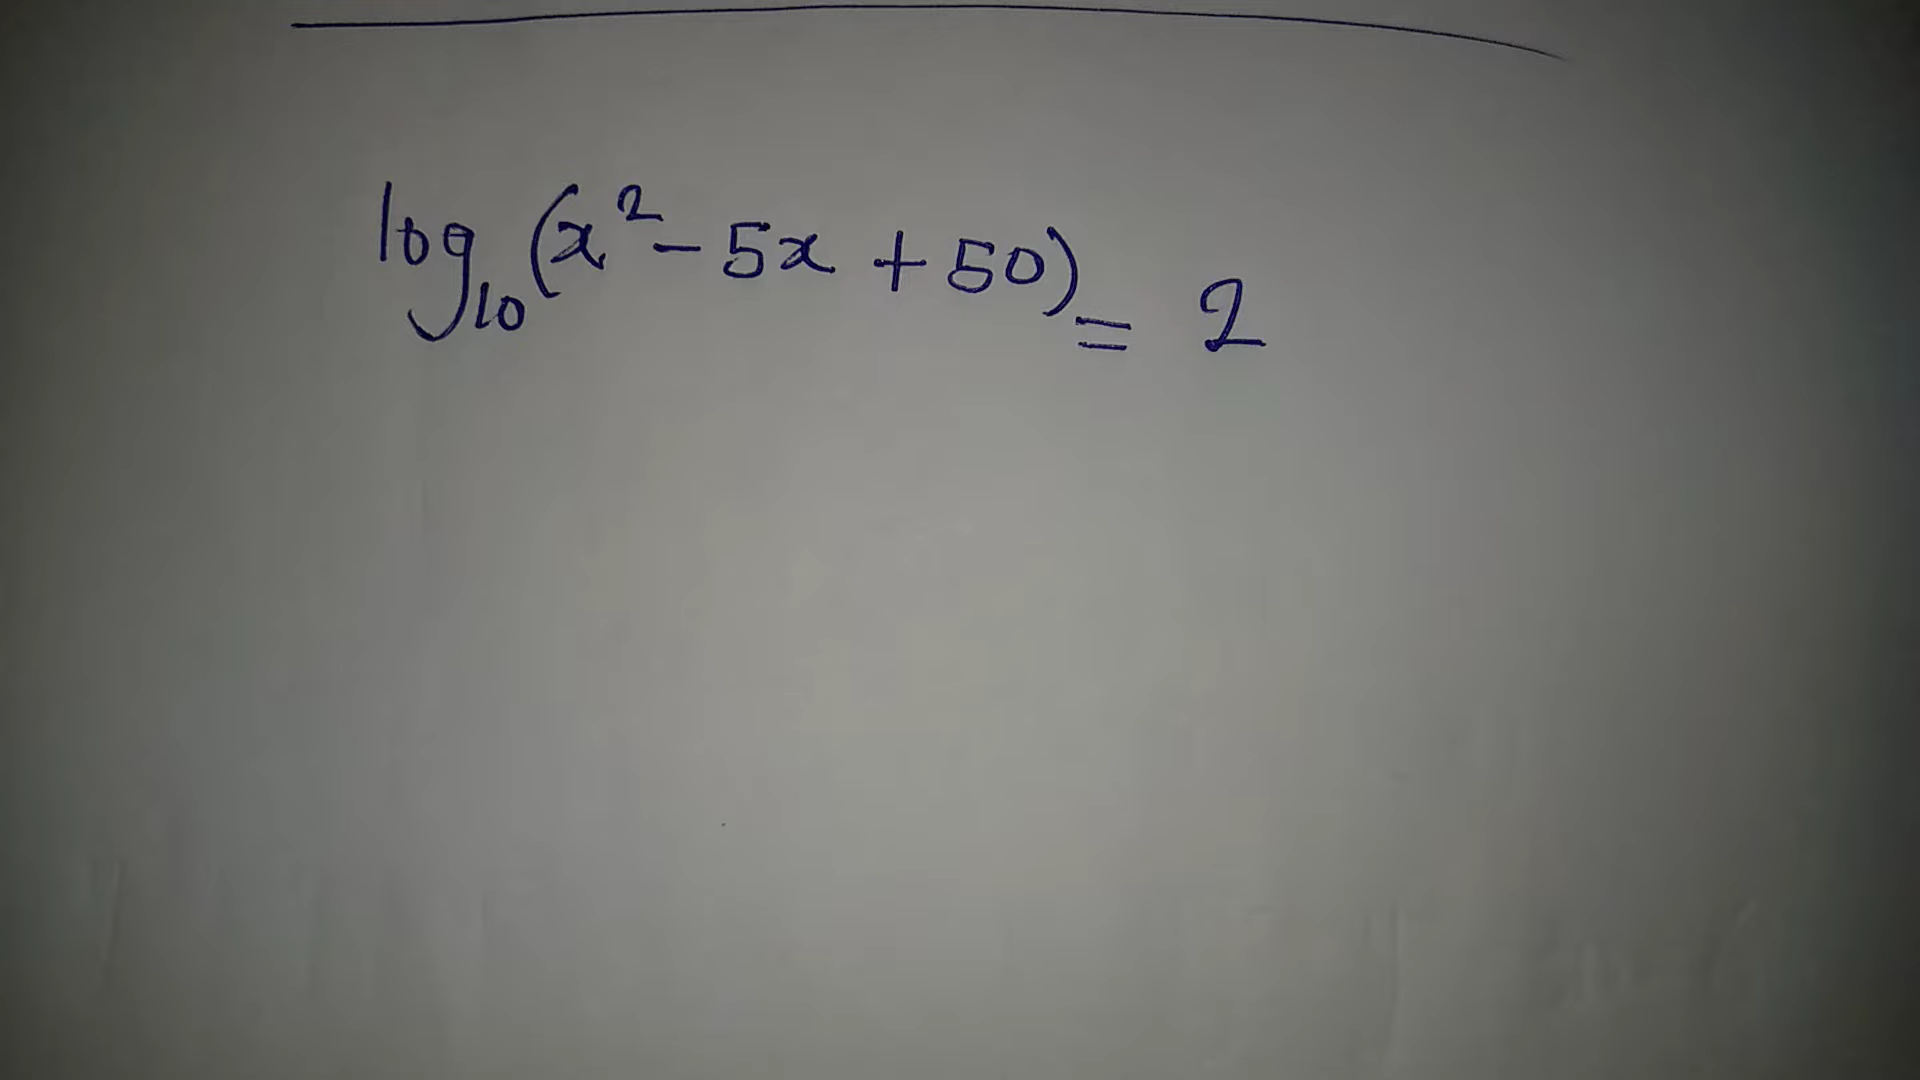 log₁₀(x² - 5x + 50) = 2